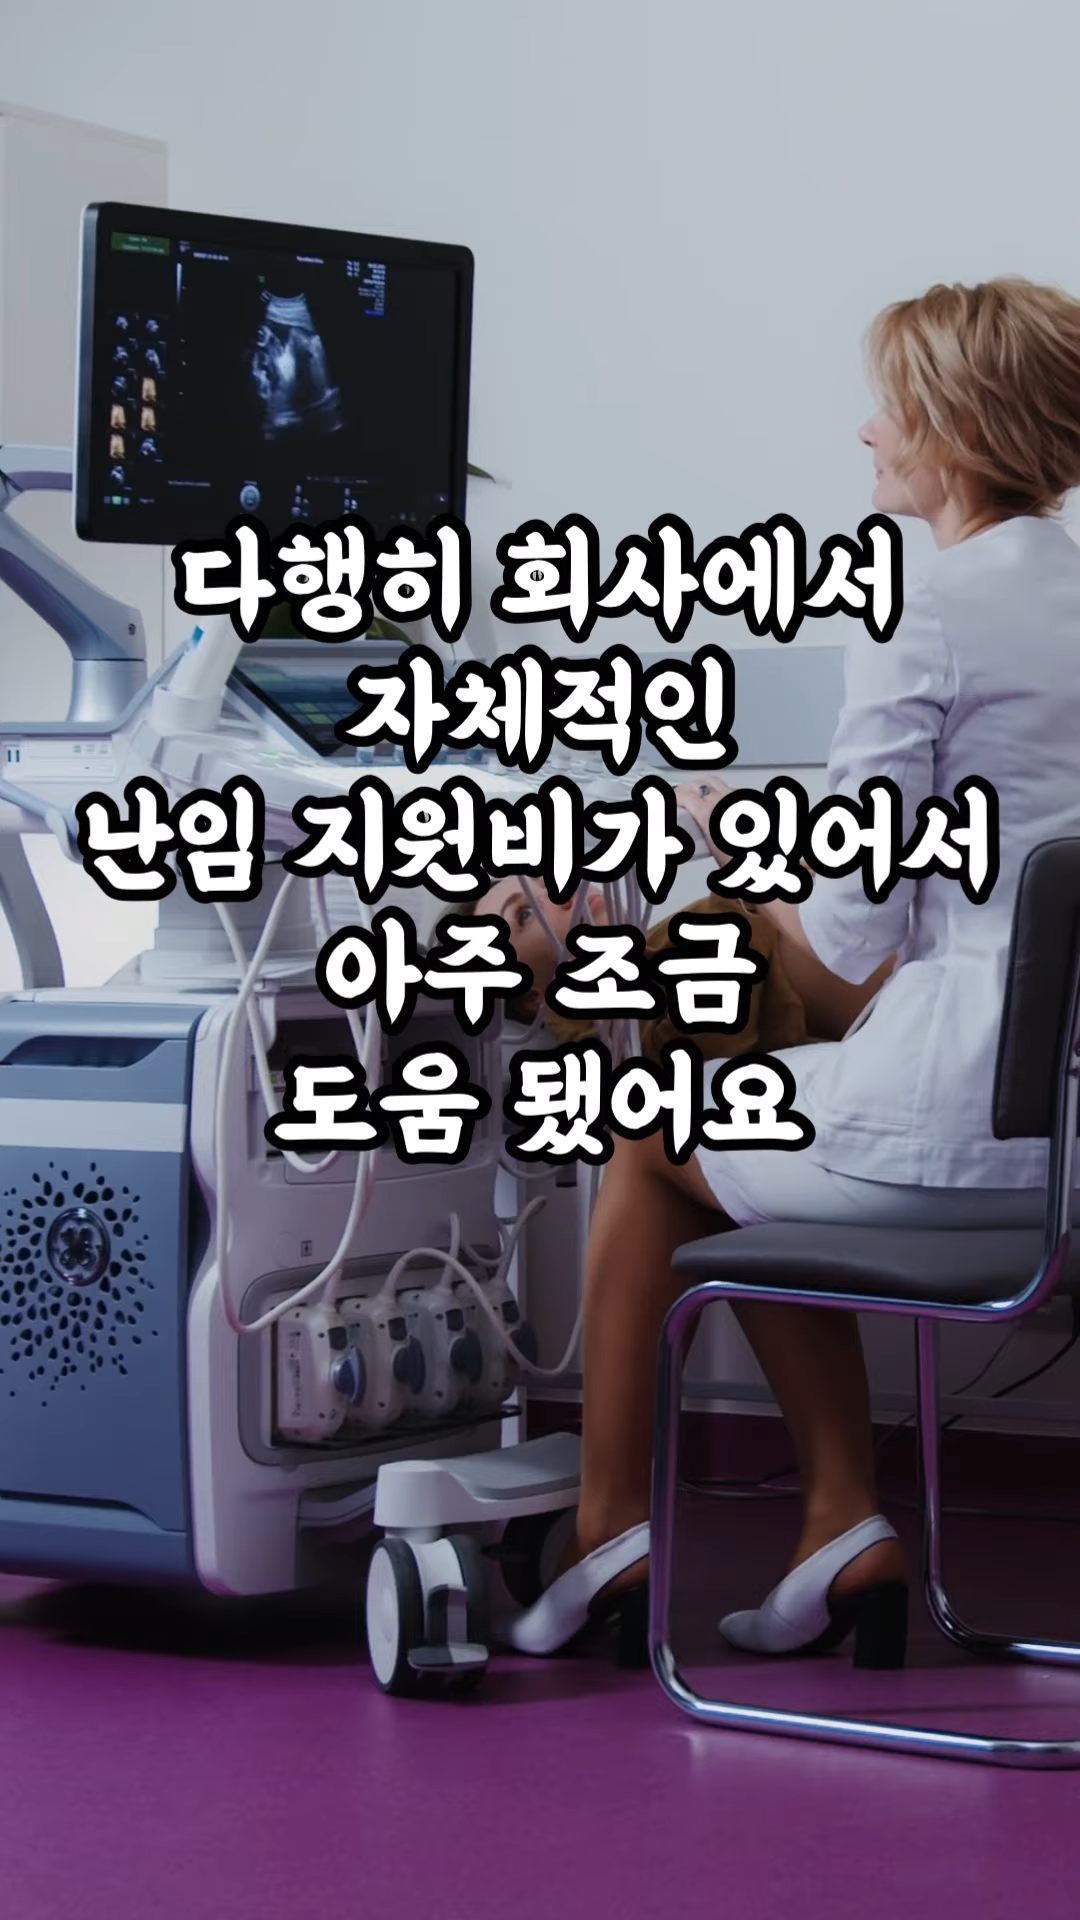 다행히 회사에서
자체적인
난임 지원비가 있어서
아주 조금
도움 됐어요